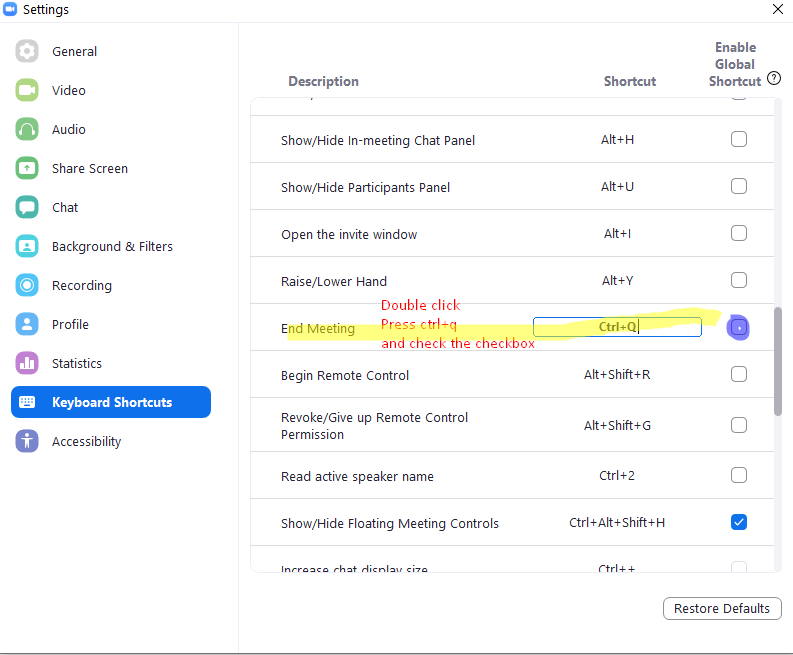 Settings
General
Video
Audio
Share Screen
Chat
Background & Filters
Recording
Profile
Statistics
Keyboard Shortcuts
Accessibility
Description
Shortcut
Enable
Global
Shortcut ?
Show/Hide In-meeting Chat Panel
Alt+H
Show/Hide Participants Panel
Alt+U
Open the invite window
Alt+I
Raise/Lower Hand
Alt+Y
Double click
End Meeting
Press ctrl+q
Ctrl+Q
and check the checkbox
Begin Remote Control
Alt+Shift+R
Revoke/Give up Remote Control
Permission
Alt+Shift+G
Read active speaker name
Ctrl+2
Show/Hide Floating Meeting Controls
Ctrl+Alt+Shift+H
Increase chat display size
Ctrl++
Restore Defaults